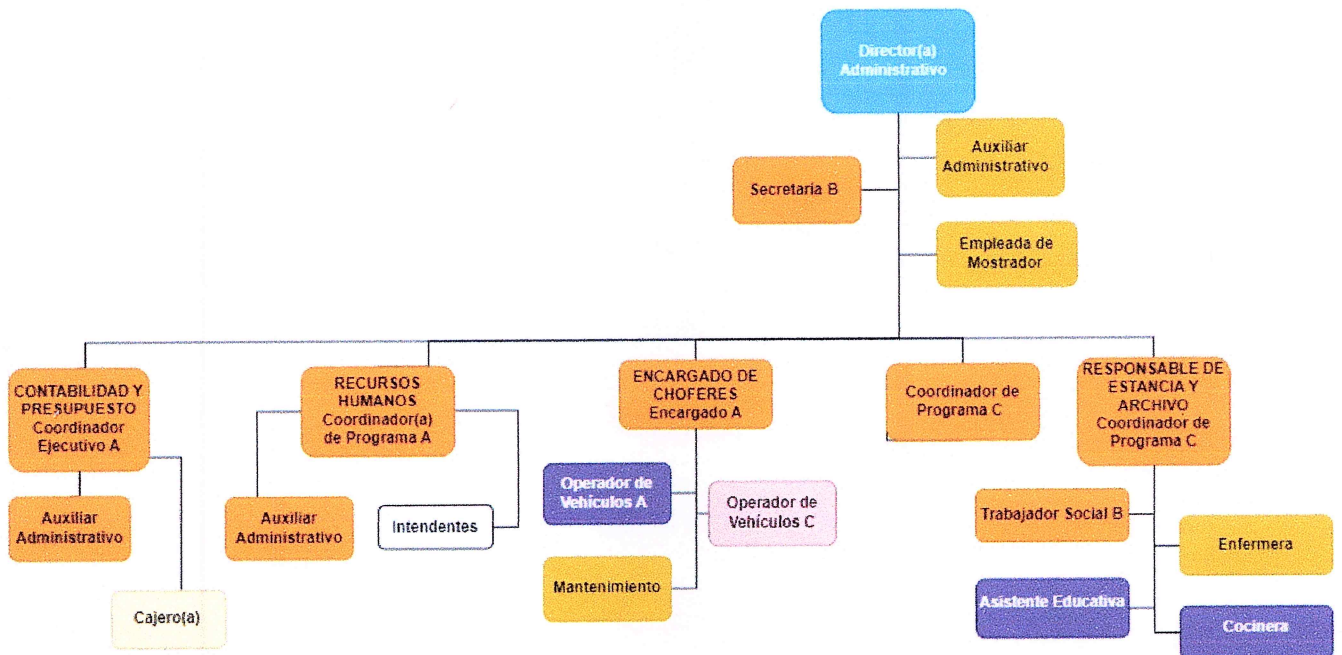 Director(a)
Administrativo
Auxiliar
Administrativo
Secretaria B
Empleada de
Mostrador
CONTABILIDAD Y
PRESUPUESTO
Coordinador
Ejecutivo A
Auxiliar
Administrativo
Cajero(a)
RECURSOS
HUMANOS
Coordinador(a)
de Programa A
Auxiliar
Administrativo
Intendentes
ENCARGADO DE
CHOFERES
Encargado A
Operador de
Vehículos A
Operador de
Vehículos C
Mantenimiento
Coordinador de
Programa C
RESPONSABLE DE
ESTANCIA Y
ARCHIVO
Coordinador de
Programa C
Trabajador Social B
Enfermera
Asistente Educativa
Cocinera